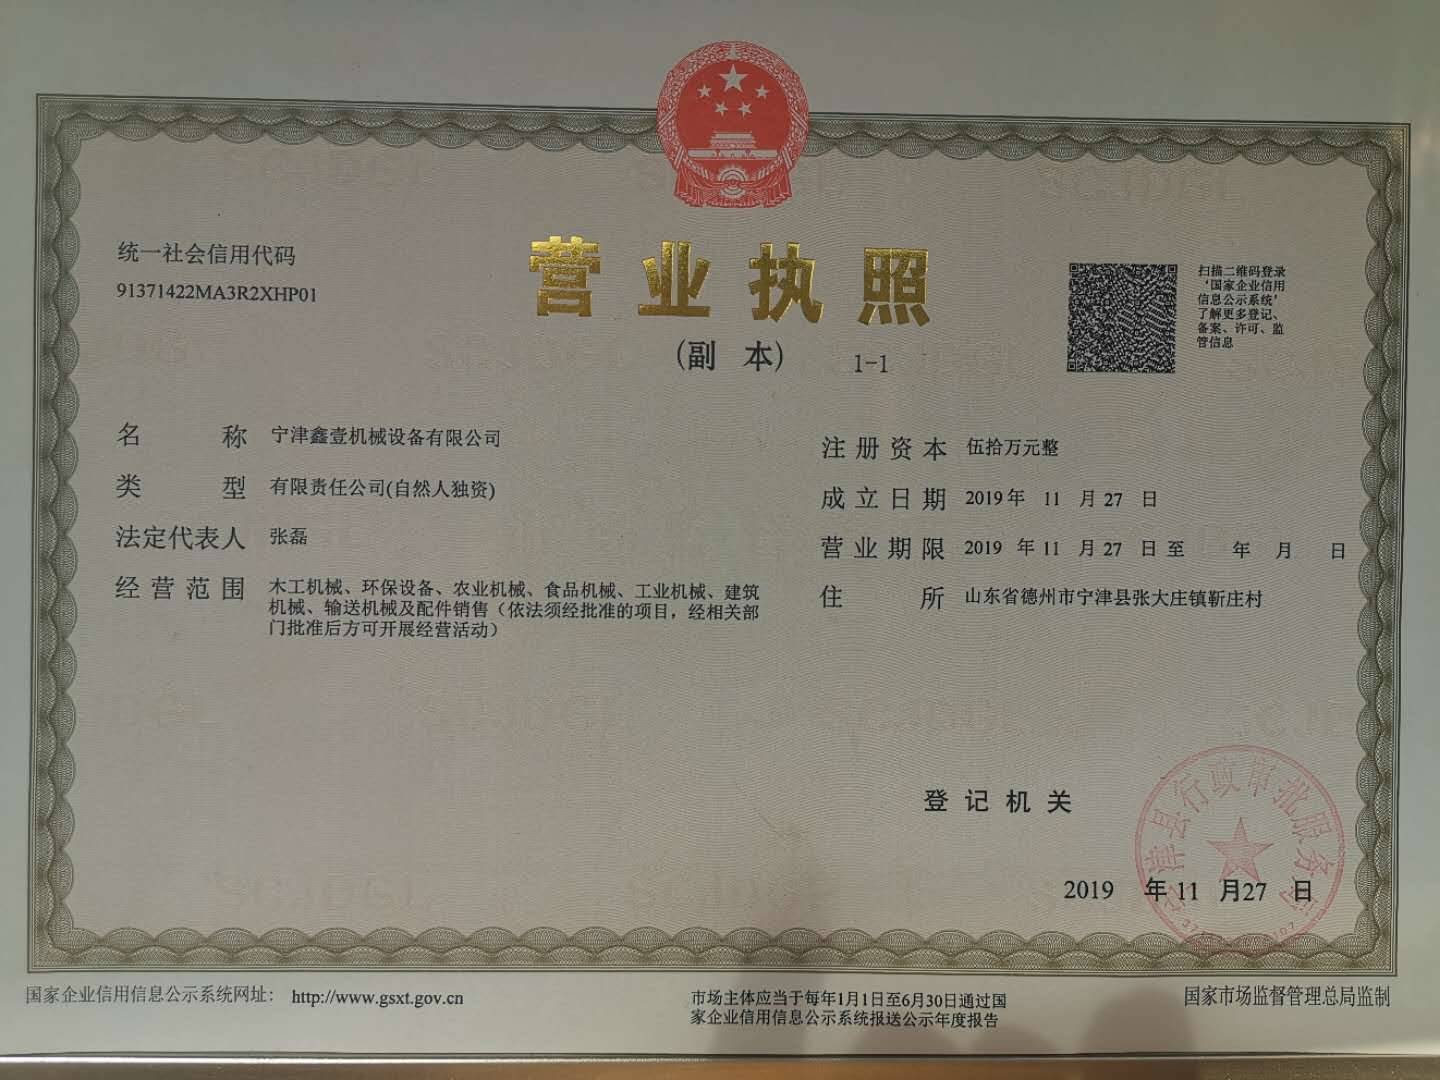 统一社会信用代码
91371422MA3R2XHP01
营业执照
(副 本) 1-1
扫描二维码登录
‘国家企业信用
信息公示系统’
了解更多登记、
备案、许可、监
管信息
名 称 宁津鑫壹机械设备有限公司
类 型 有限责任公司(自然人独资)
法定代表人 张磊
经营范围 木工机械、环保设备、农业机械、食品机械、工业机械、建筑
机械、输送机械及配件销售（依法须经批准的项目，经相关部
门批准后方可开展经营活动）
注册资本 伍拾万元整
成立日期 2019年 11 月 27 日
营业期限 2019 年 11 月 27 日 至 年 月 日
住 所 山东省德州市宁津县张大庄镇靳庄村
登记机关
宁津县行政审批服务局
2019 年 11 月27 日
国家企业信用信息公示系统网址： http://www.gsxt.gov.cn
市场主体应当于每年1月1日至6月30日通过国
家企业信用信息公示系统报送公示年度报告
国家市场监督管理总局监制